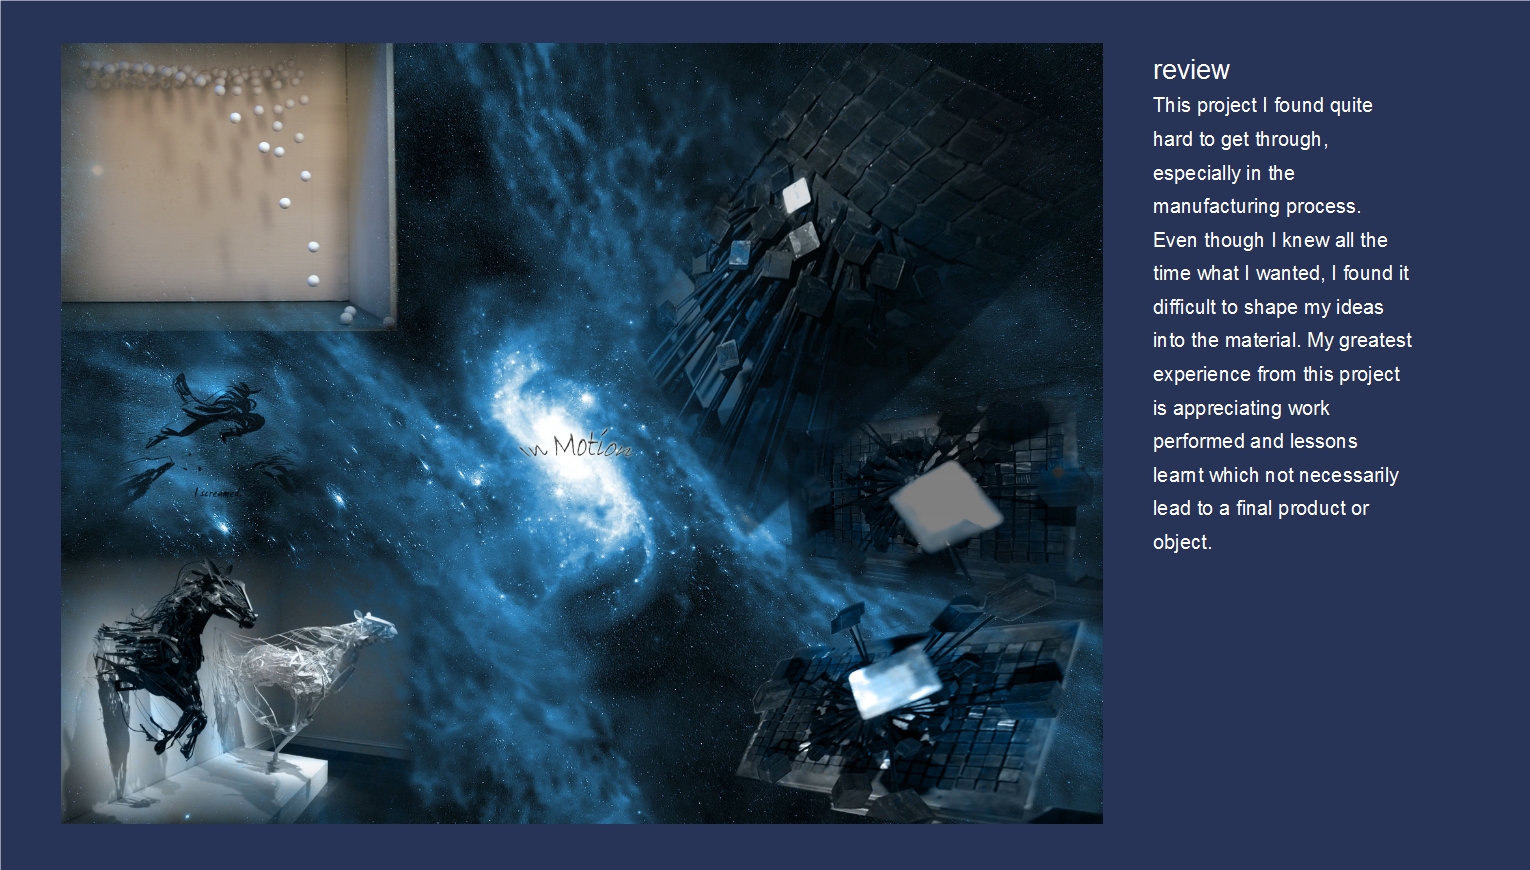 review
This project I found quite
hard to get through,
especially in the
manufacturing process.
Even though I knew all the
time what I wanted, I found it
difficult to shape my ideas
into the material. My greatest
experience from this project
is appreciating work
performed and lessons
learnt which not necessarily
lead to a final product or
object.
in Motion
I screamed